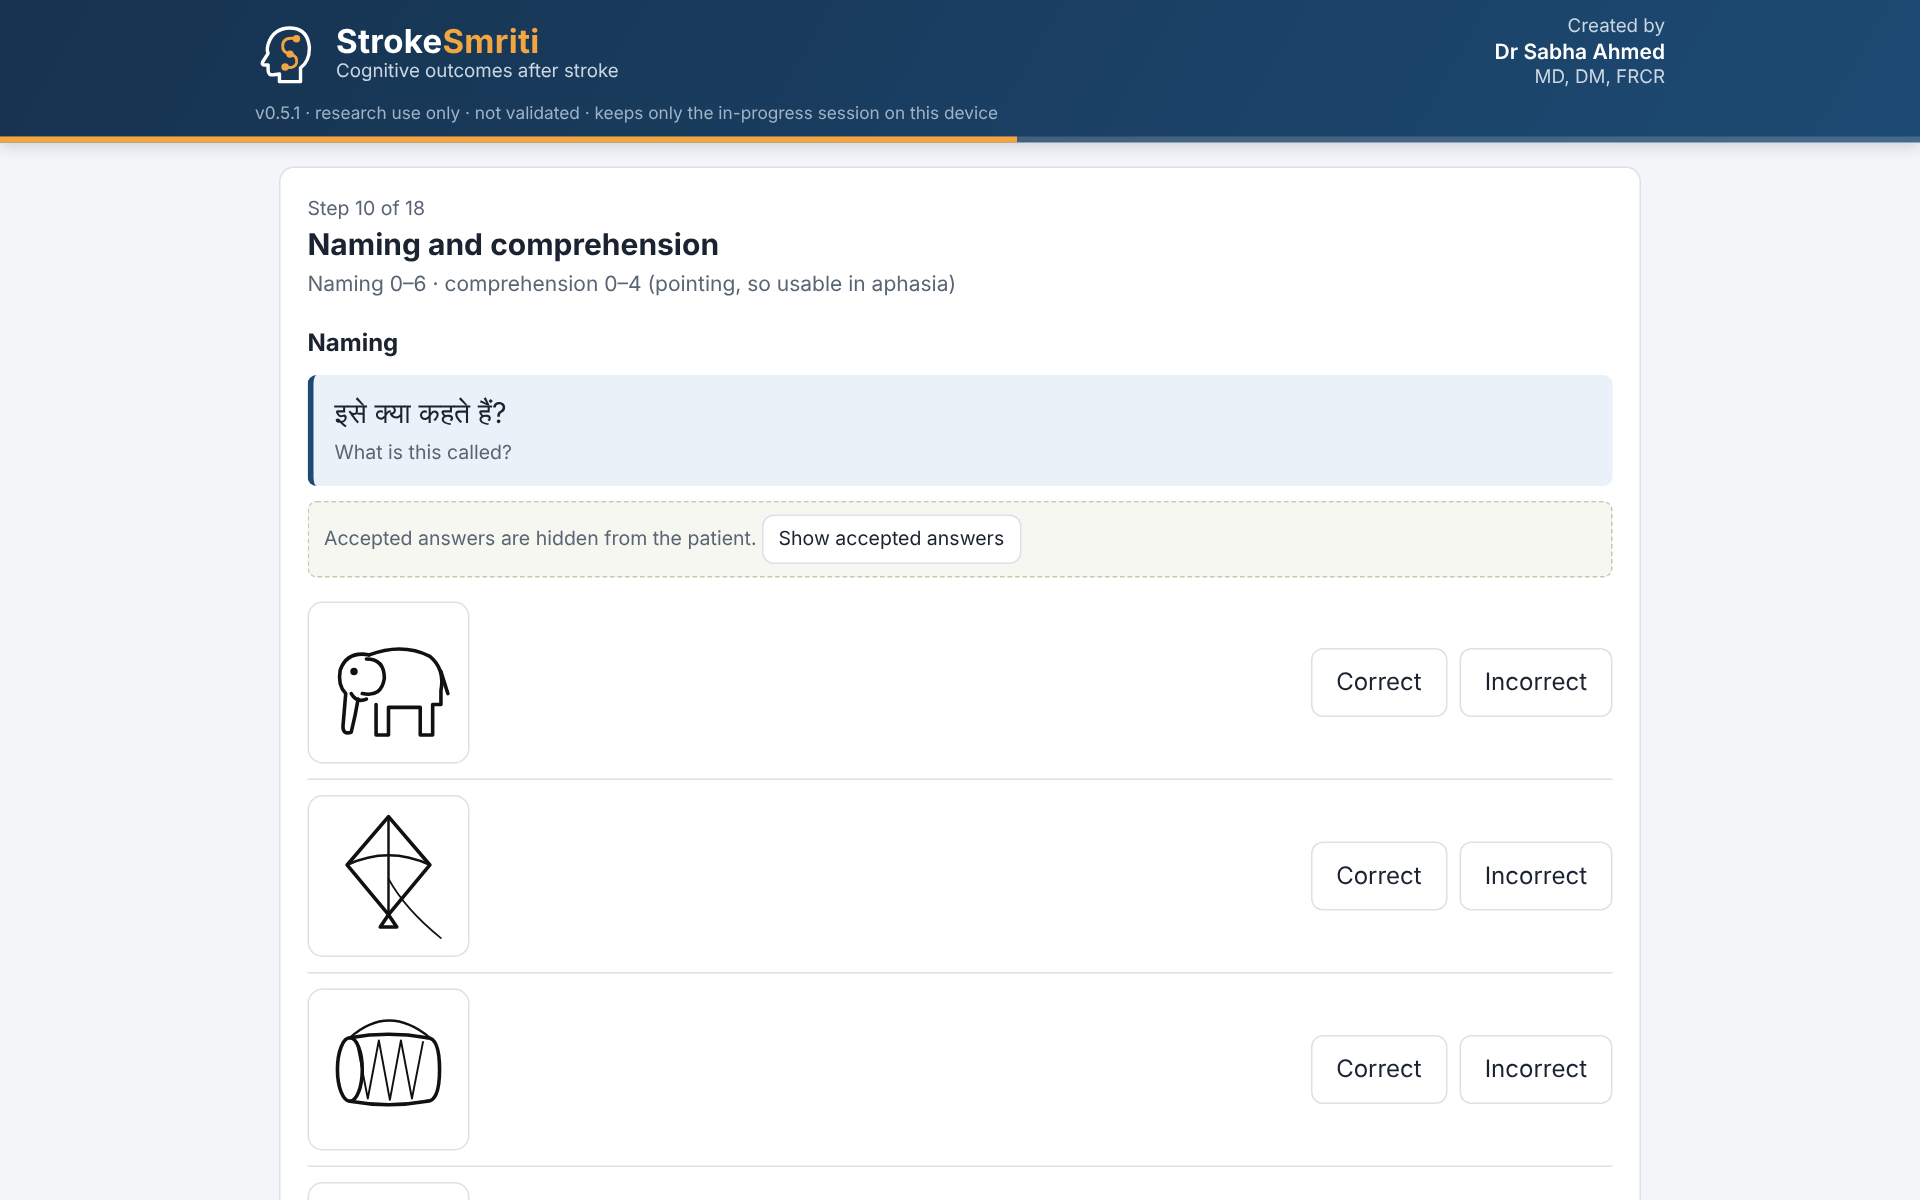 StrokeSmriti
Cognitive outcomes after stroke
Created by
Dr Sabha Ahmed
MD, DM, FRCR
v0.5.1 · research use only · not validated · keeps only the in-progress session on this device
Step 10 of 18
Naming and comprehension
Naming 0–6 · comprehension 0–4 (pointing, so usable in aphasia)
Naming
इसे क्या कहते हैं?
What is this called?
Accepted answers are hidden from the patient. Show accepted answers
Correct Incorrect
Correct Incorrect
Correct Incorrect